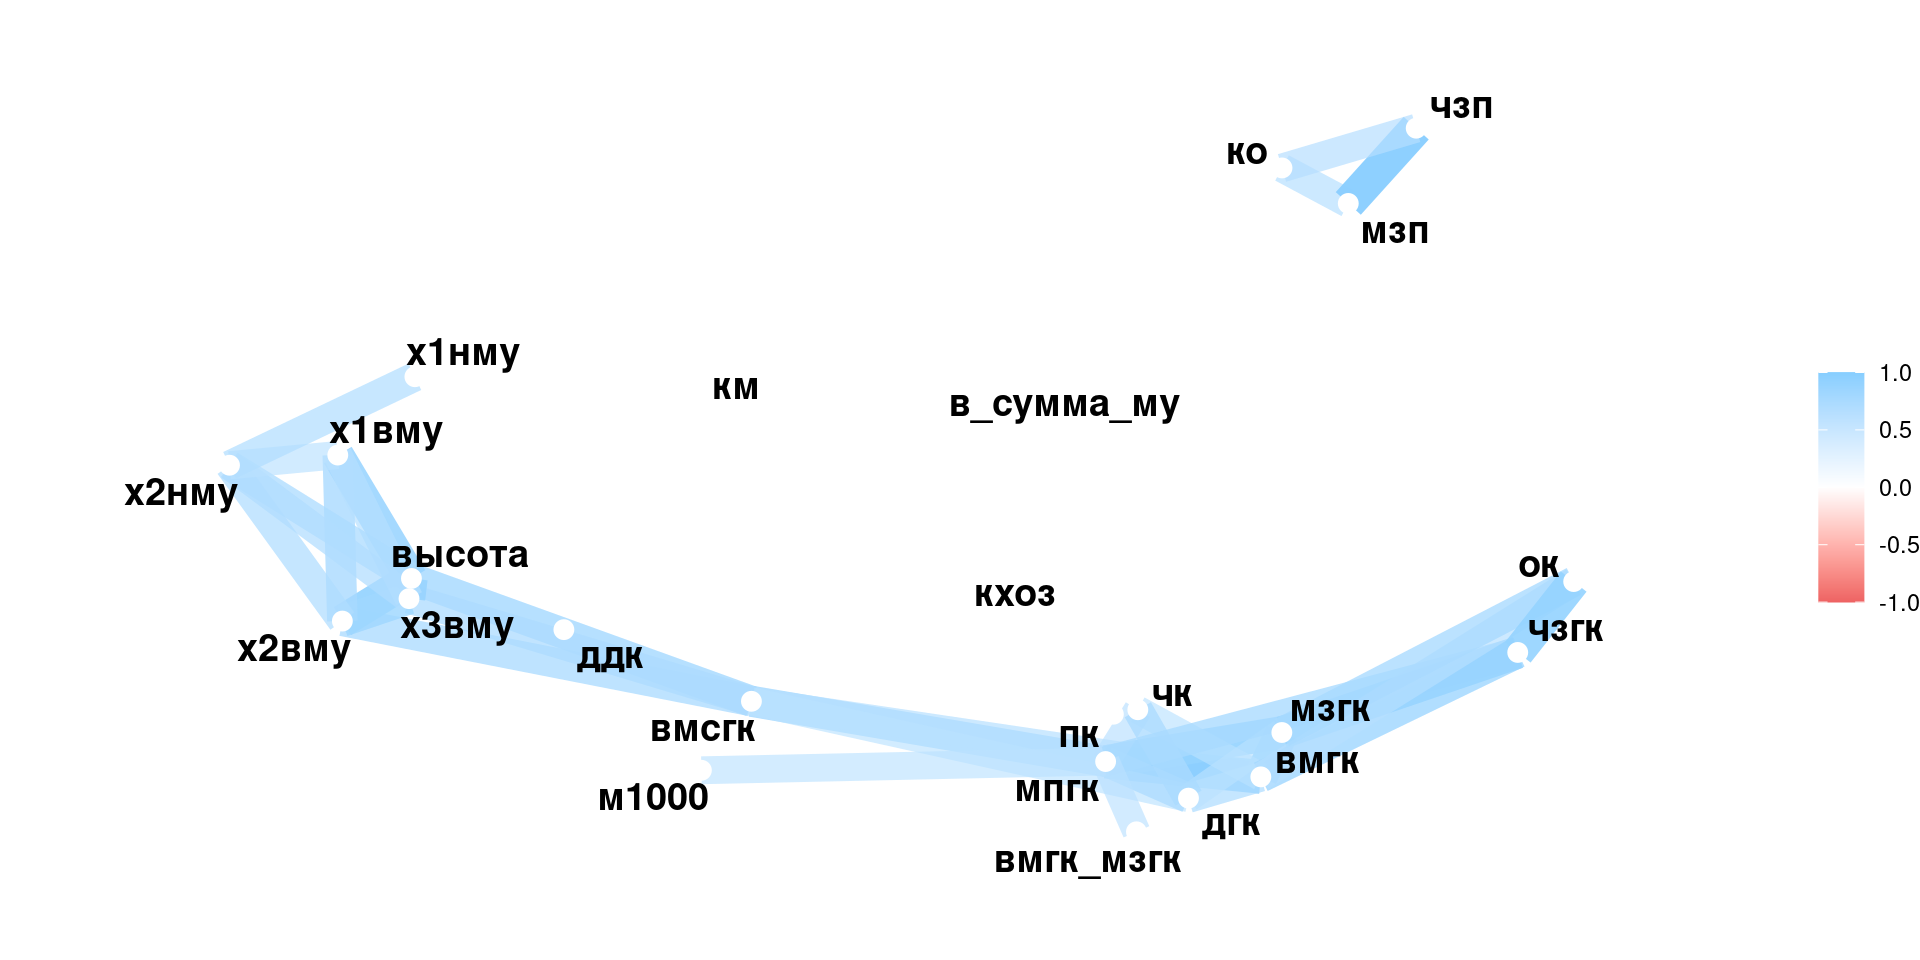 чзп
ко
мзп
х1нму
км
в_сумма_му
х1вму
х2нму
высота
кхоз
ок
х3вму
чзгк
х2вму
ддк
чк
мзгк
вмсгк
пк
вмгк
м1000
мпгк
дгк
вмгк_мзгк
1.0
0.5
0.0
-0.5
-1.0